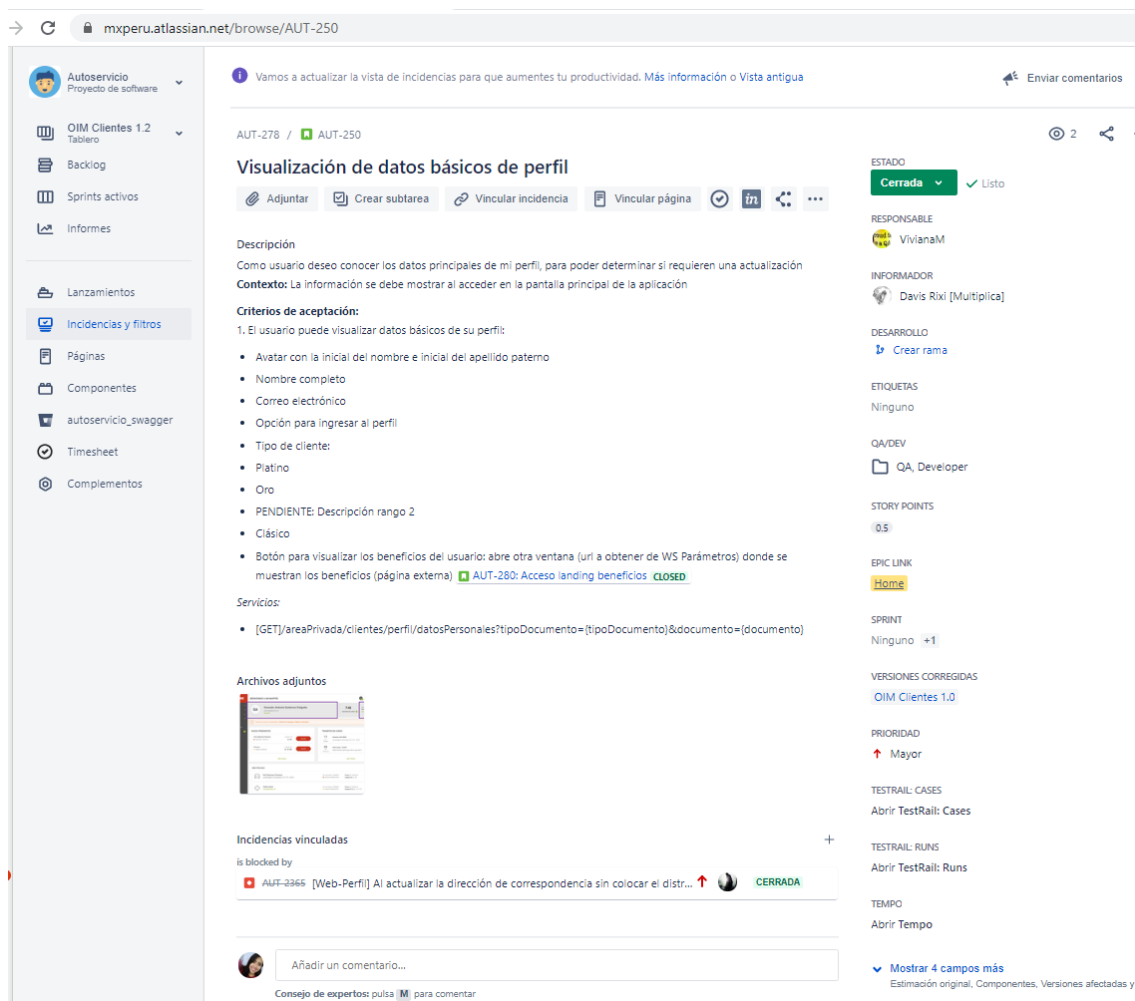 mxperu.atlassian.net/browse/AUT-250
Autoservicio
Proyecto de software
OIM Clientes 1.2
Tablero
Backlog
Sprints activos
Informes
Lanzamientos
Incidencias y filtros
Páginas
Componentes
autoservicio_swagger
Timesheet
Complementos
Vamos a actualizar la vista de incidencias para que aumentes tu productividad. Más información o Vista antigua
Enviar comentarios
AUT-278 / AUT-250
2
Visualización de datos básicos de perfil
Adjuntar
Crear subtarea
Vincular incidencia
Vincular página
in
Descripción
Como usuario deseo conocer los datos principales de mi perfil, para poder determinar si requieren una actualización
Contexto: La información se debe mostrar al acceder en la pantalla principal de la aplicación
Criterios de aceptación:
1. El usuario puede visualizar datos básicos de su perfil:
• Avatar con la inicial del nombre e inicial del apellido paterno
• Nombre completo
• Correo electrónico
• Opción para ingresar al perfil
• Tipo de cliente:
• Platino
• Oro
• PENDIENTE: Descripción rango 2
• Clásico
• Botón para visualizar los beneficios del usuario: abre otra ventana (url a obtener de WS Parámetros) donde se
muestran los beneficios (página externa) AUT-280: Acceso landing beneficios CLOSED
Servicios:
• [GET]/areaPrivada/clientes/perfil/datosPersonales?tipoDocumento={tipoDocumento}&documento={documento}
Archivos adjuntos
Incidencias vinculadas
is blocked by
AUT-2365 [Web-Perfil] Al actualizar la dirección de correspondencia sin colocar el distr... CERRADA
Añadir un comentario...
Consejo de expertos: pulsa M para comentar
ESTADO
Cerrada
Listo
RESPONSABLE
VivianaM
INFORMADOR
Davis Rixi [Multiplica]
DESARROLLO
Crear rama
ETIQUETAS
Ninguno
QA/DEV
QA, Developer
STORY POINTS
0.5
EPIC LINK
Home
SPRINT
Ninguno +1
VERSIONES CORREGIDAS
OIM Clientes 1.0
PRIORIDAD
Mayor
TESTRAIL: CASES
Abrir TestRail: Cases
TESTRAIL: RUNS
Abrir TestRail: Runs
TEMPO
Abrir Tempo
Mostrar 4 campos más
Estimación original, Componentes, Versiones afectadas y